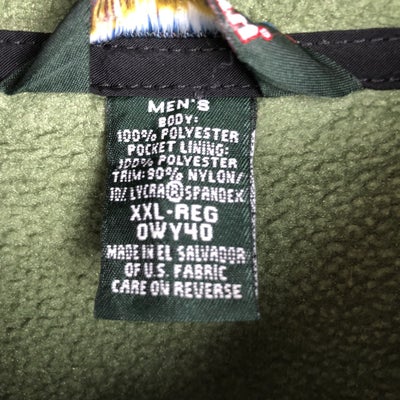 MEN'S
BODY:
100% POLYESTER
POCKET LINING:
100% POLYESTER
TRIM: 90% NYLON/
10% LYCRA® SPANDEX
XXL-REG
0WY40
MADE IN EL SALVADOR
OF U.S. FABRIC
CARE ON REVERSE